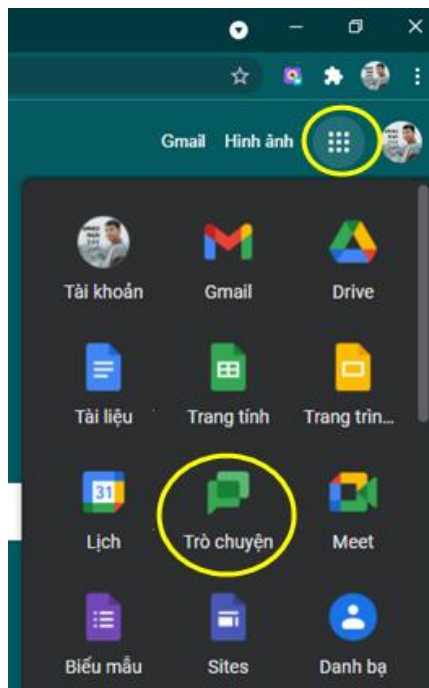 Gmail Hình ảnh
Tài khoản Gmail Drive
Tài liệu Trang tính Trang trìn...
31
Lịch Trò chuyện Meet
Biểu mẫu Sites Danh bạ